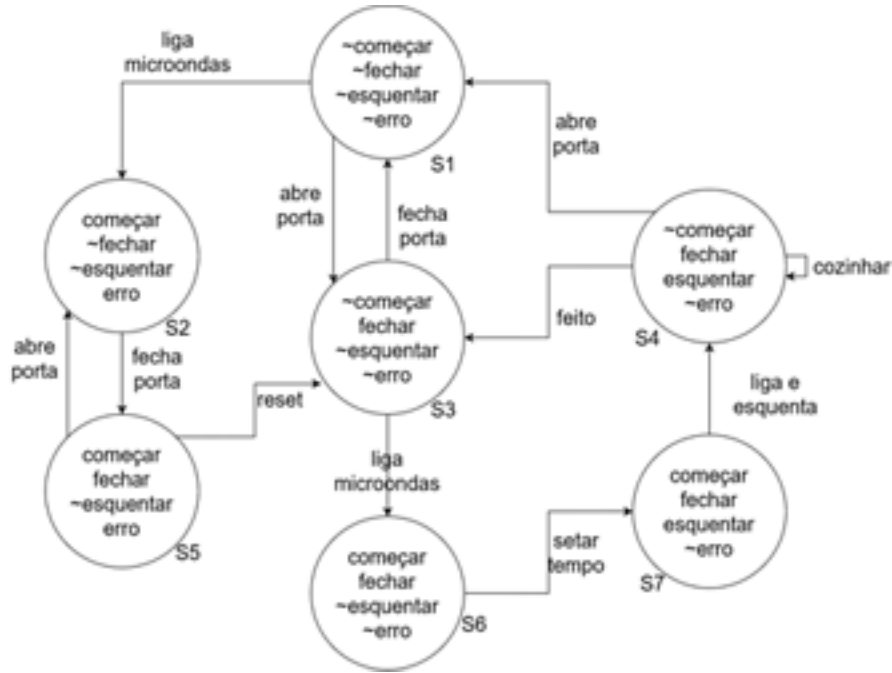 liga
microondas
~começar
~fechar
~esquentar
~erro
S1
abre
porta
abre
porta
fecha
porta
começar
~fechar
~esquentar
erro
S2
~começar
fechar
esquentar
~erro
S4
cozinhar
~começar
fechar
~esquentar
~erro
S3
feito
abre
porta
fecha
porta
reset
liga e
esquenta
começar
fechar
~esquentar
erro
S5
liga
microondas
começar
fechar
esquentar
~erro
S7
setar
tempo
começar
fechar
~esquentar
~erro
S6